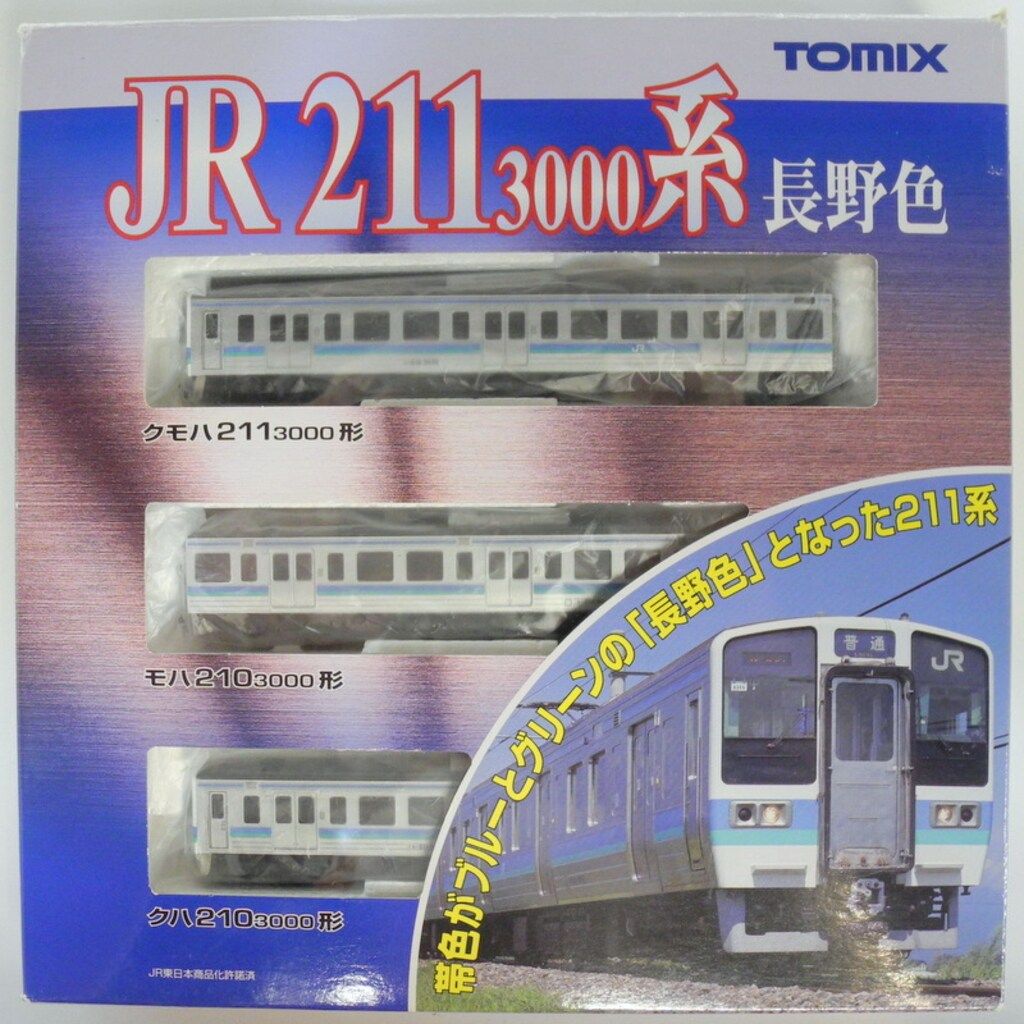 TOMIX
JR 211 3000系 長野色
JR
クモハ211 3000形
モハ210 3000形
クハ210 3000形
帯色がブルーとグリーンの「長野色」となった211系
普通
JR
JR東日本商品化許諾済